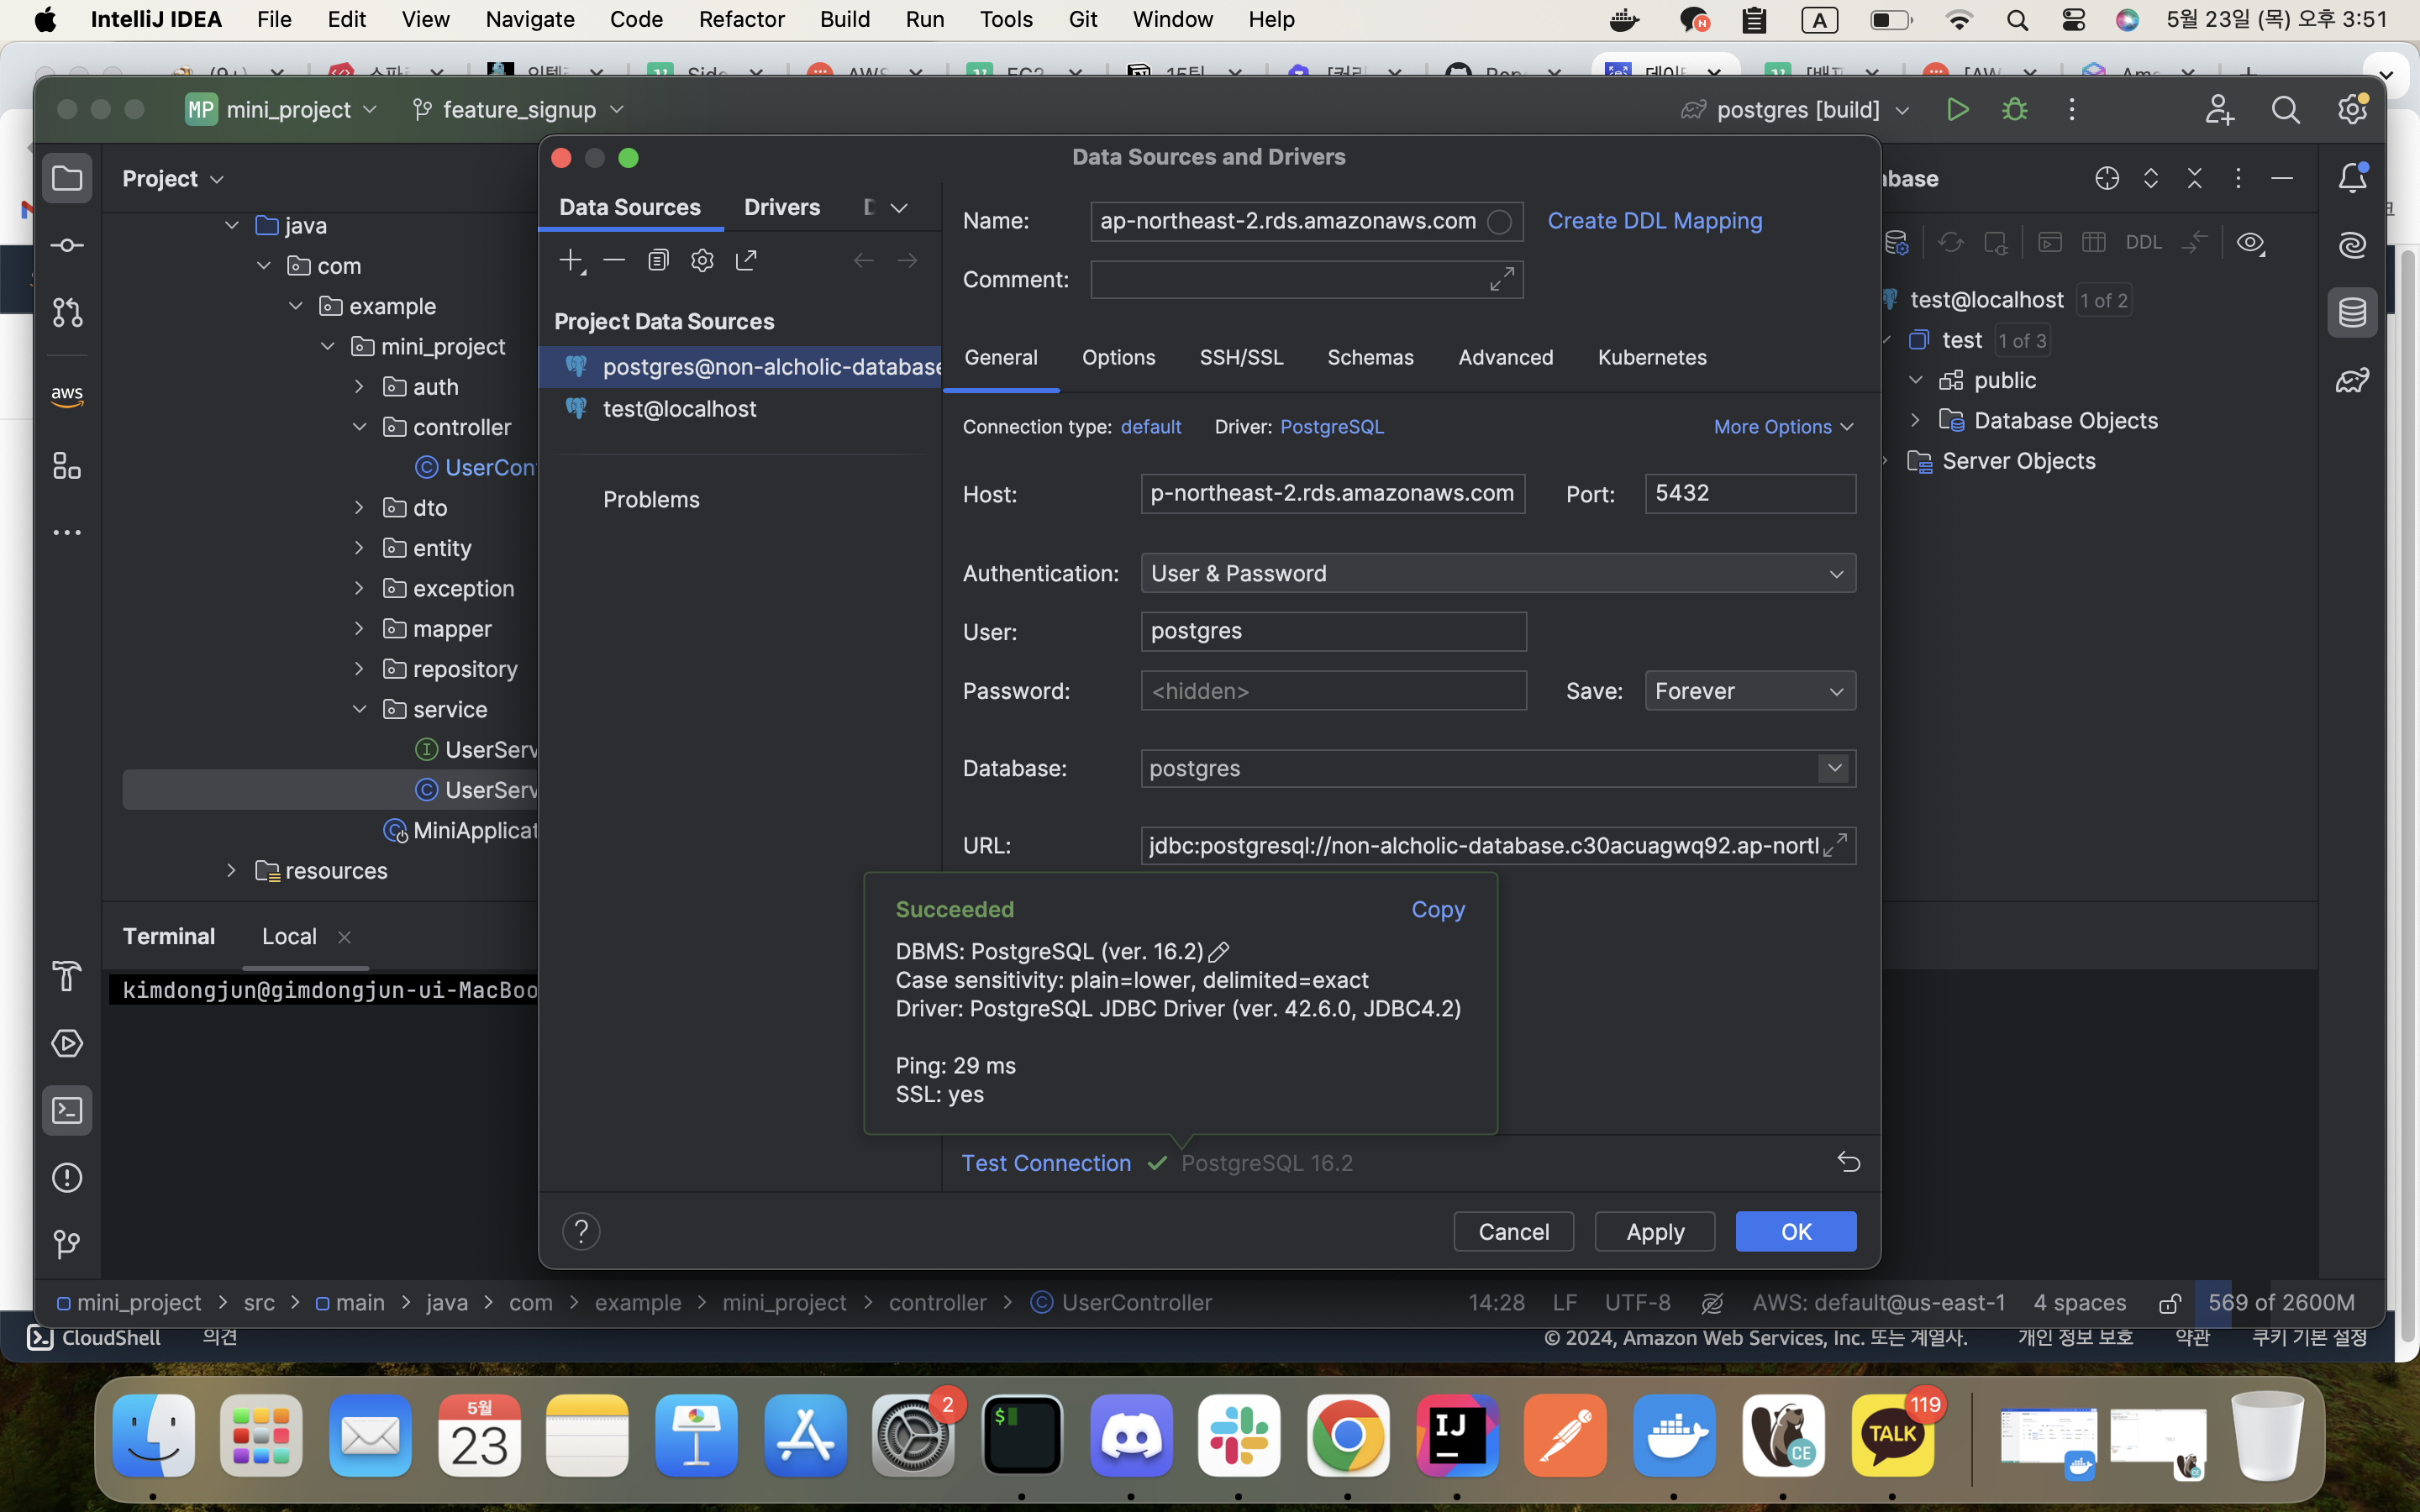 IntelliJ IDEA File Edit View Navigate Code Refactor Build Run Tools Git Window Help
A 5월 23일 (목) 오후 3:51
MP mini_project feature_signup postgres [build]
Project
java
com
example
mini_project
auth
controller
UserCon
dto
entity
exception
mapper
repository
service
UserServ
UserServ
MiniApplicat
resources
aws
Data Sources and Drivers
Data Sources Drivers
Project Data Sources
postgres@non-alcholic-database
test@localhost
Problems
Name: ap-northeast-2.rds.amazonaws.com Create DDL Mapping
Comment:
General Options SSH/SSL Schemas Advanced Kubernetes
Connection type: default Driver: PostgreSQL More Options
Host: p-northeast-2.rds.amazonaws.com Port: 5432
Authentication: User & Password
User: postgres
Password: <hidden> Save: Forever
Database: postgres
URL: jdbc:postgresql://non-alcholic-database.c30acuagwq92.ap-nortl
Succeeded Copy
DBMS: PostgreSQL (ver. 16.2)
Case sensitivity: plain=lower, delimited=exact
Driver: PostgreSQL JDBC Driver (ver. 42.6.0, JDBC4.2)
Ping: 29 ms
SSL: yes
Test Connection PostgreSQL 16.2
? Cancel Apply OK
abase
DDL
test@localhost 1 of 2
test 1 of 3
public
Database Objects
Server Objects
Terminal Local
kimdongjun@gimdongjun-ui-MacBoo
mini_project src main java com example mini_project controller UserController
14:28 LF UTF-8 AWS: default@us-east-1 4 spaces 569 of 2600M
CloudShell 의견 © 2024, Amazon Web Services, Inc. 또는 계열사. 개인 정보 보호 약관 쿠키 기본 설정
5월
23
2
$
IJ
CE
TALK
119